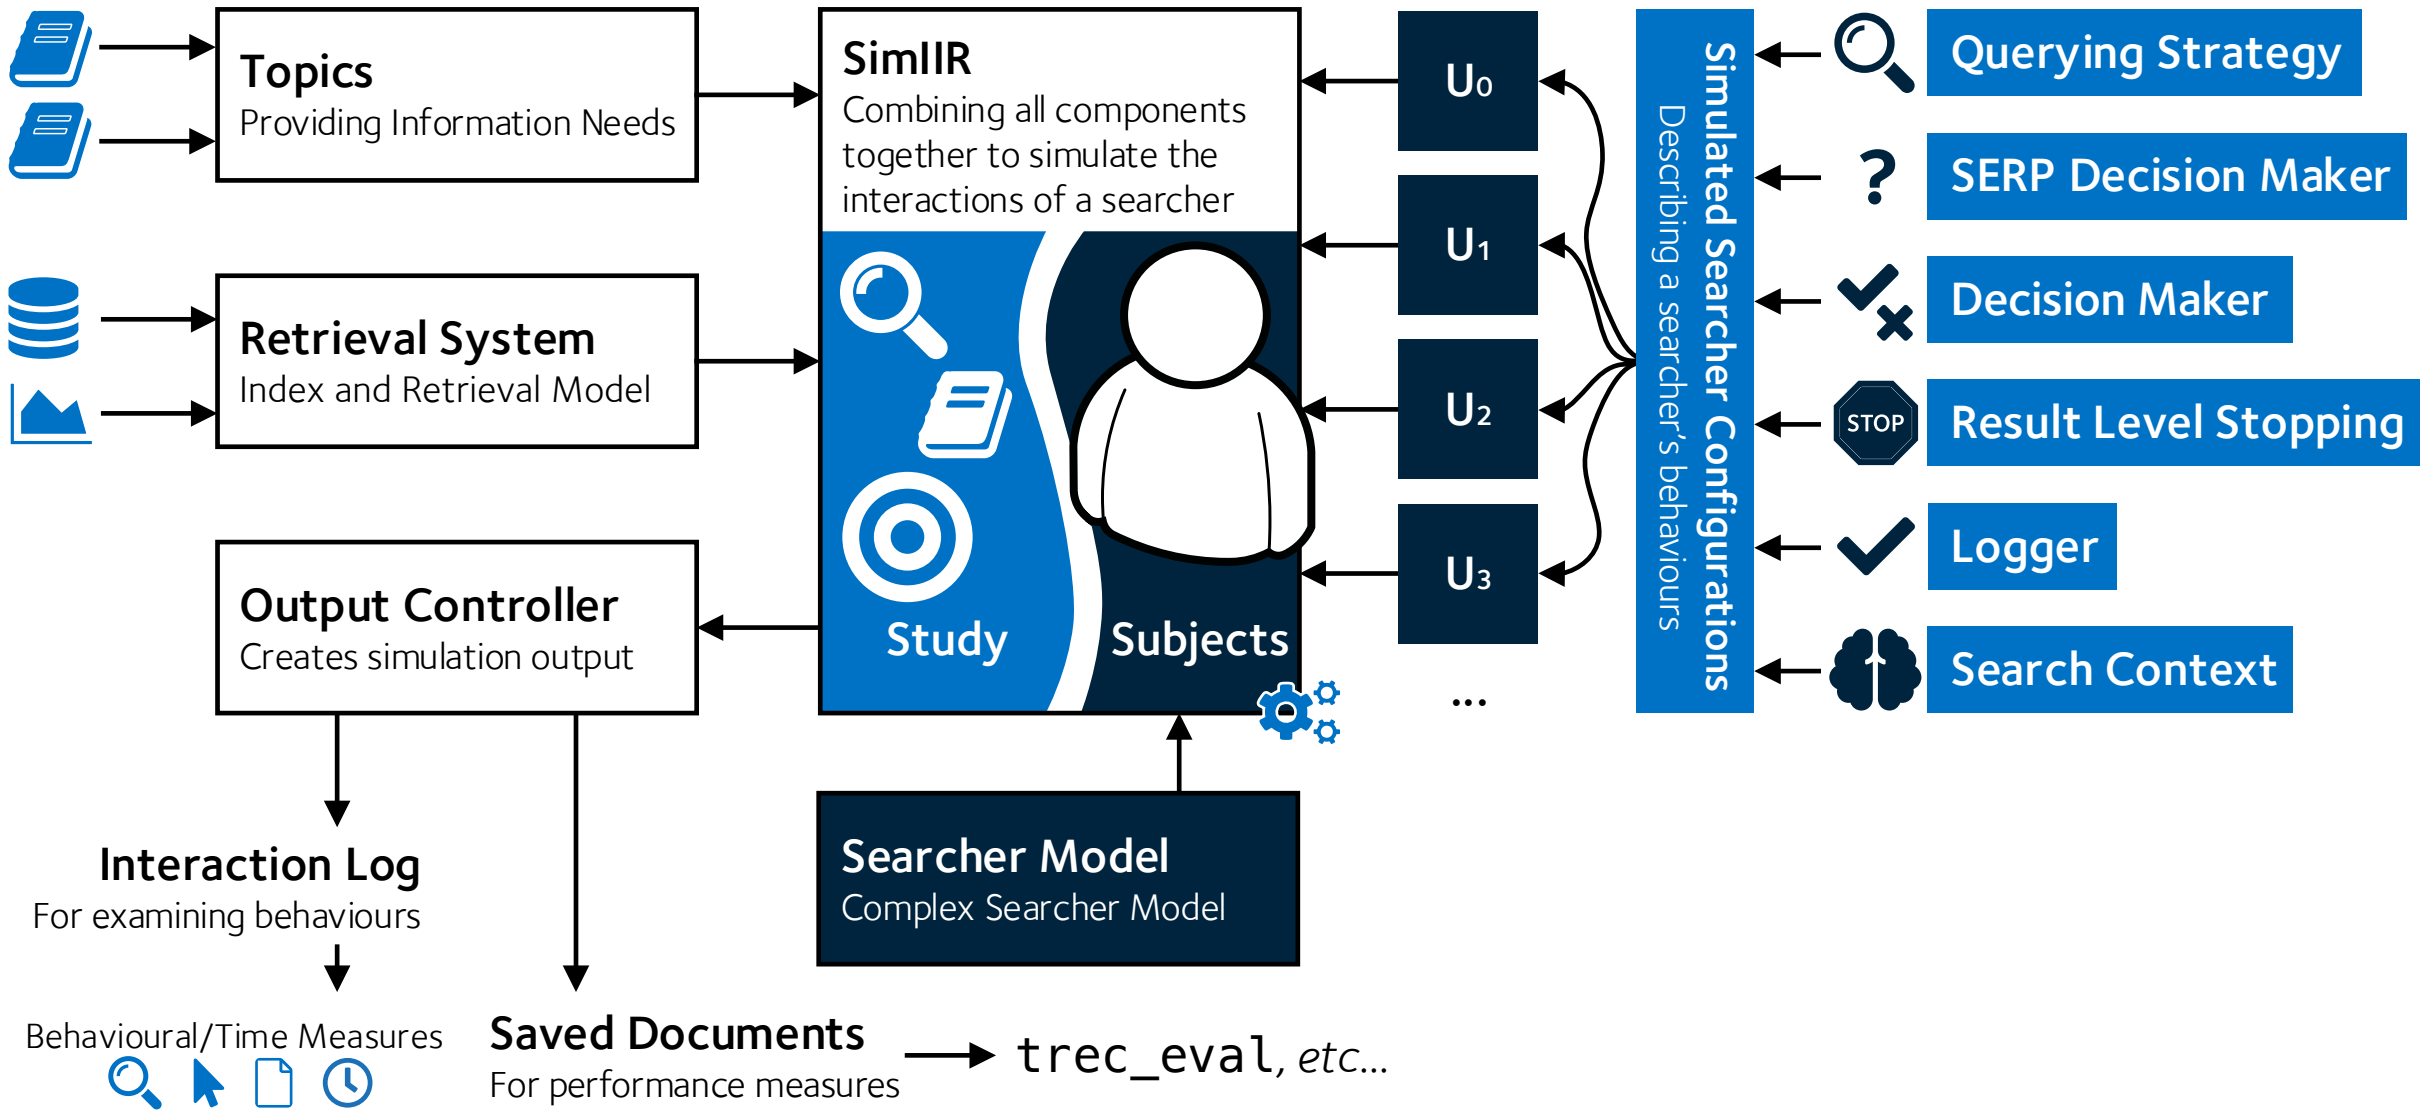 Topics
Providing Information Needs
Retrieval System
Index and Retrieval Model
Output Controller
Creates simulation output
Interaction Log
For examining behaviours
Behavioural/Time Measures
Saved Documents
For performance measures
trec_eval, etc...
SimIIR
Combining all components
together to simulate the
interactions of a searcher
Study
Subjects
Searcher Model
Complex Searcher Model
U0
U1
U2
U3
...
Simulated Searcher Configurations
Describing a searcher's behaviours
Querying Strategy
? SERP Decision Maker
Decision Maker
STOP Result Level Stopping
Logger
Search Context